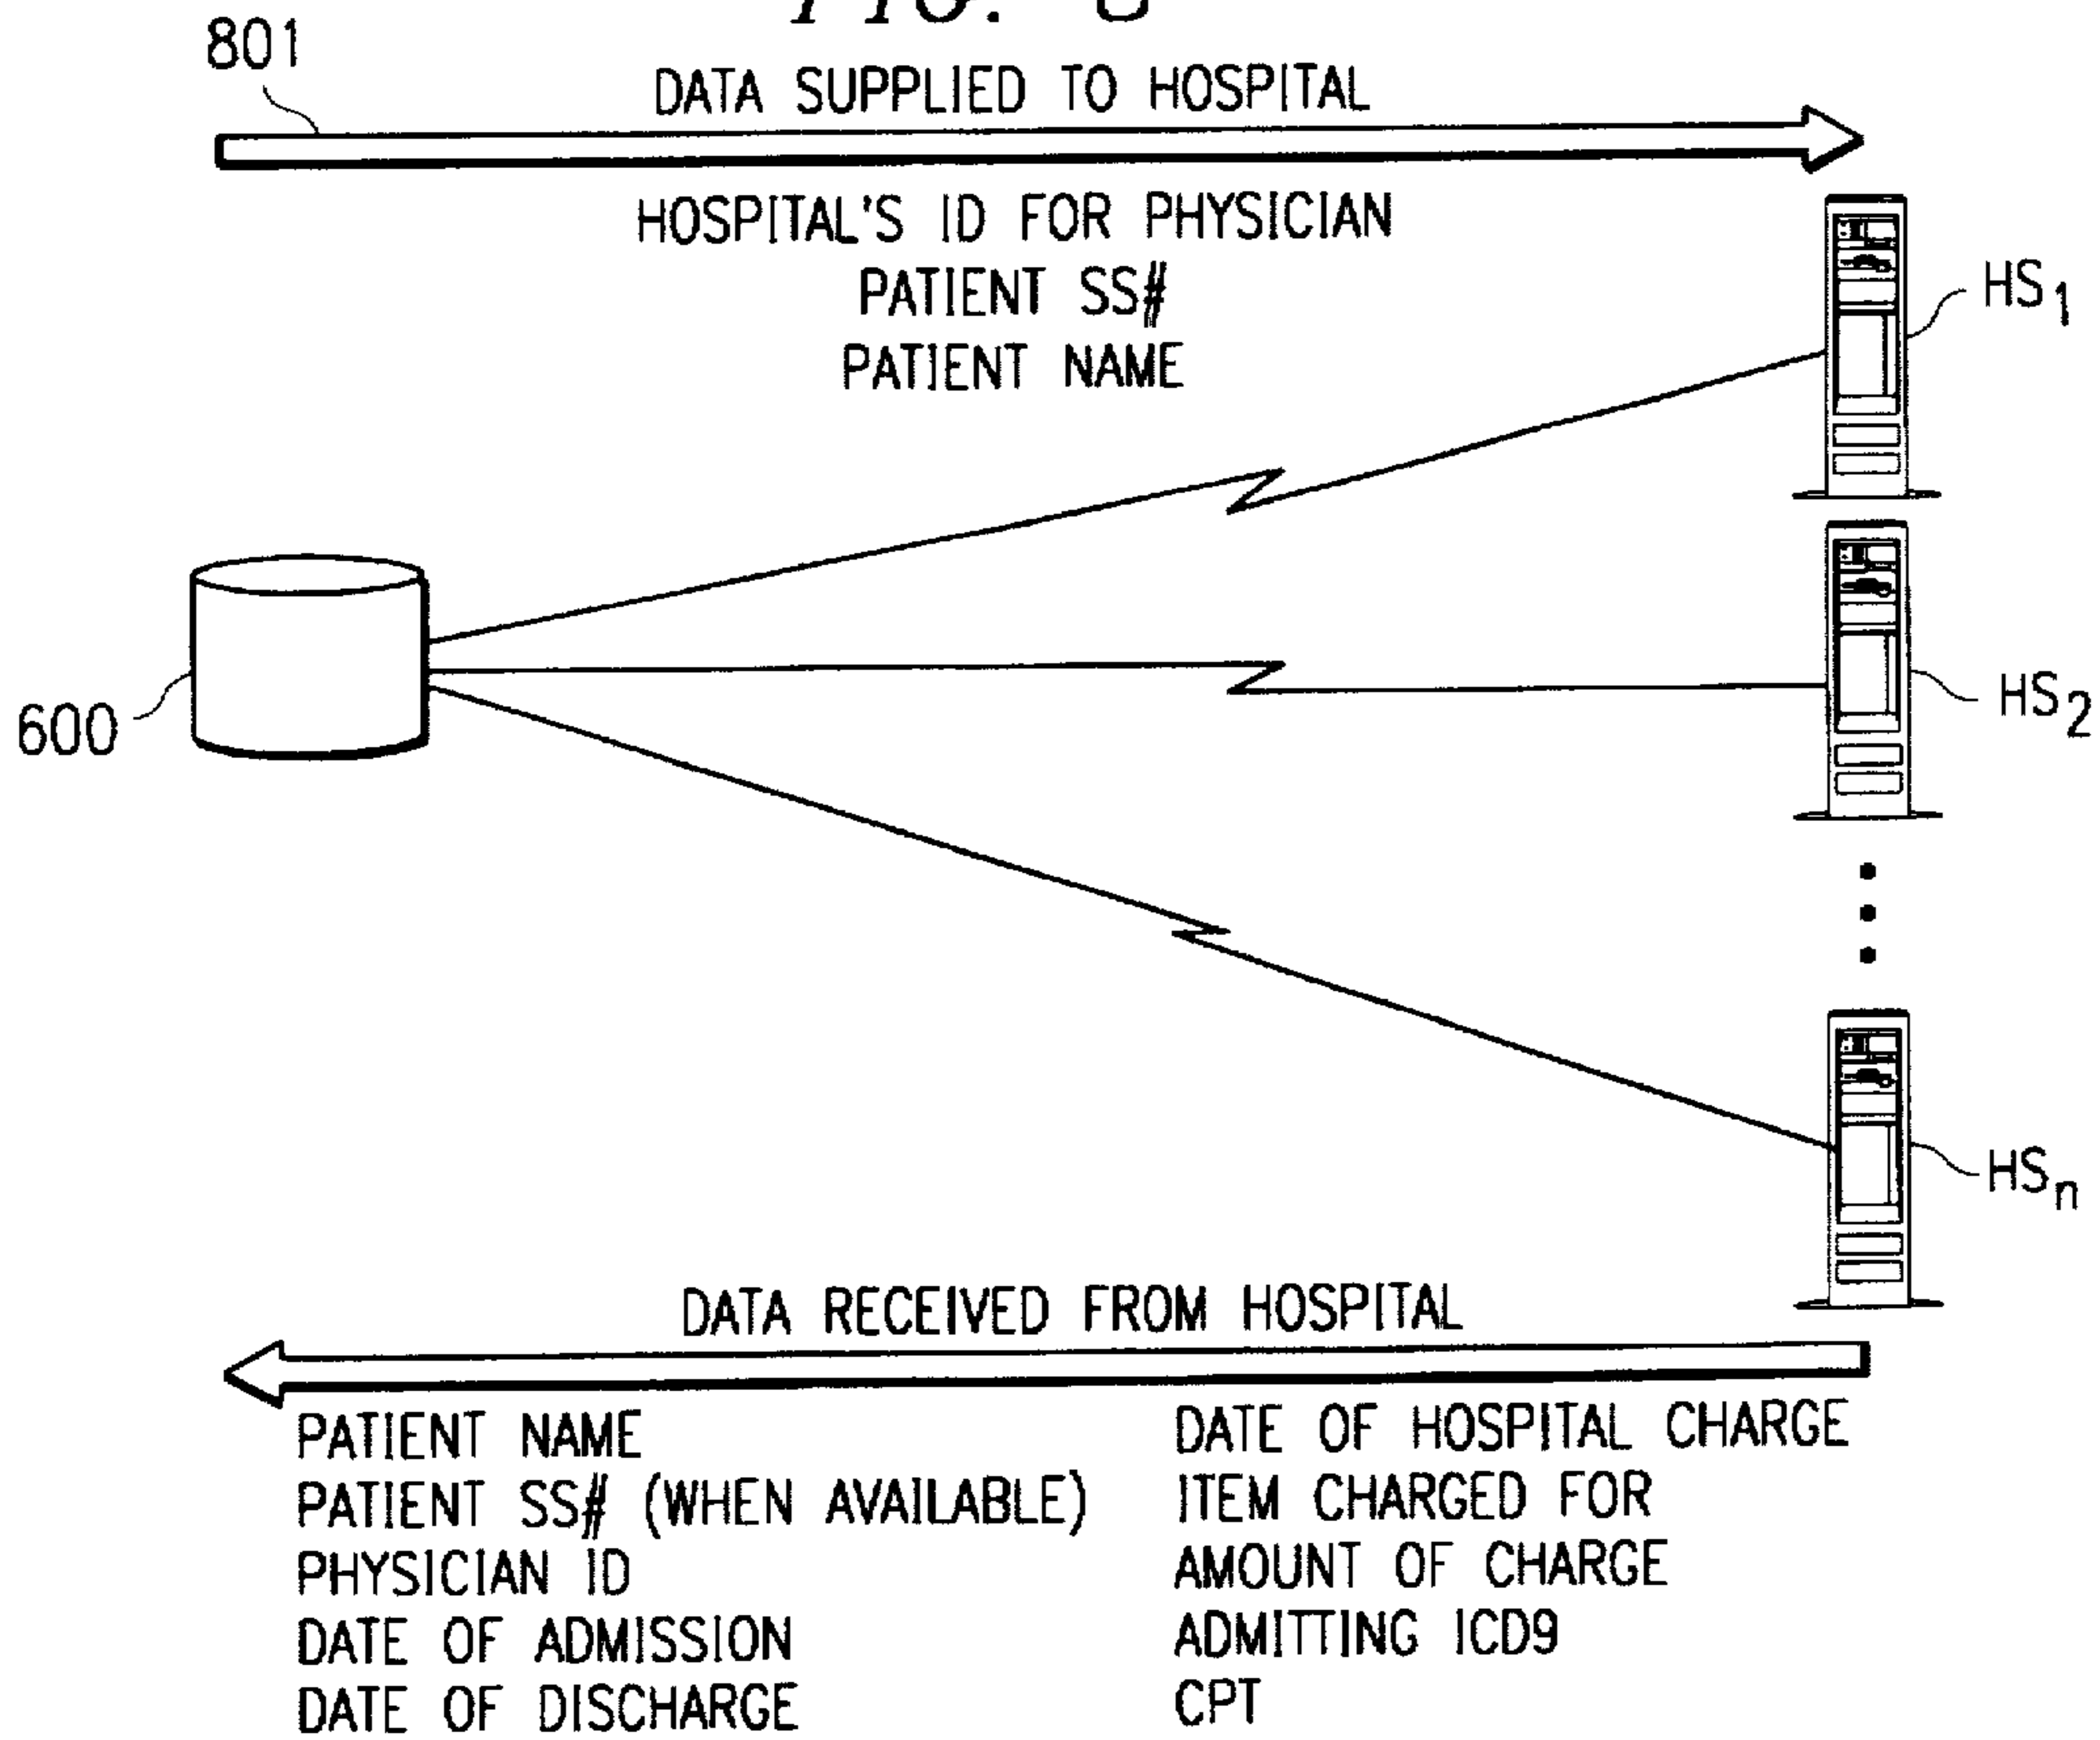 FIG. 8
801
DATA SUPPLIED TO HOSPITAL
HOSPITAL'S ID FOR PHYSICIAN
PATIENT SS#
PATIENT NAME
HS1
600
HS2
HSn
DATA RECEIVED FROM HOSPITAL
PATIENT NAME
PATIENT SS# (WHEN AVAILABLE)
PHYSICIAN ID
DATE OF ADMISSION
DATE OF DISCHARGE
DATE OF HOSPITAL CHARGE
ITEM CHARGED FOR
AMOUNT OF CHARGE
ADMITTING ICD9
CPT